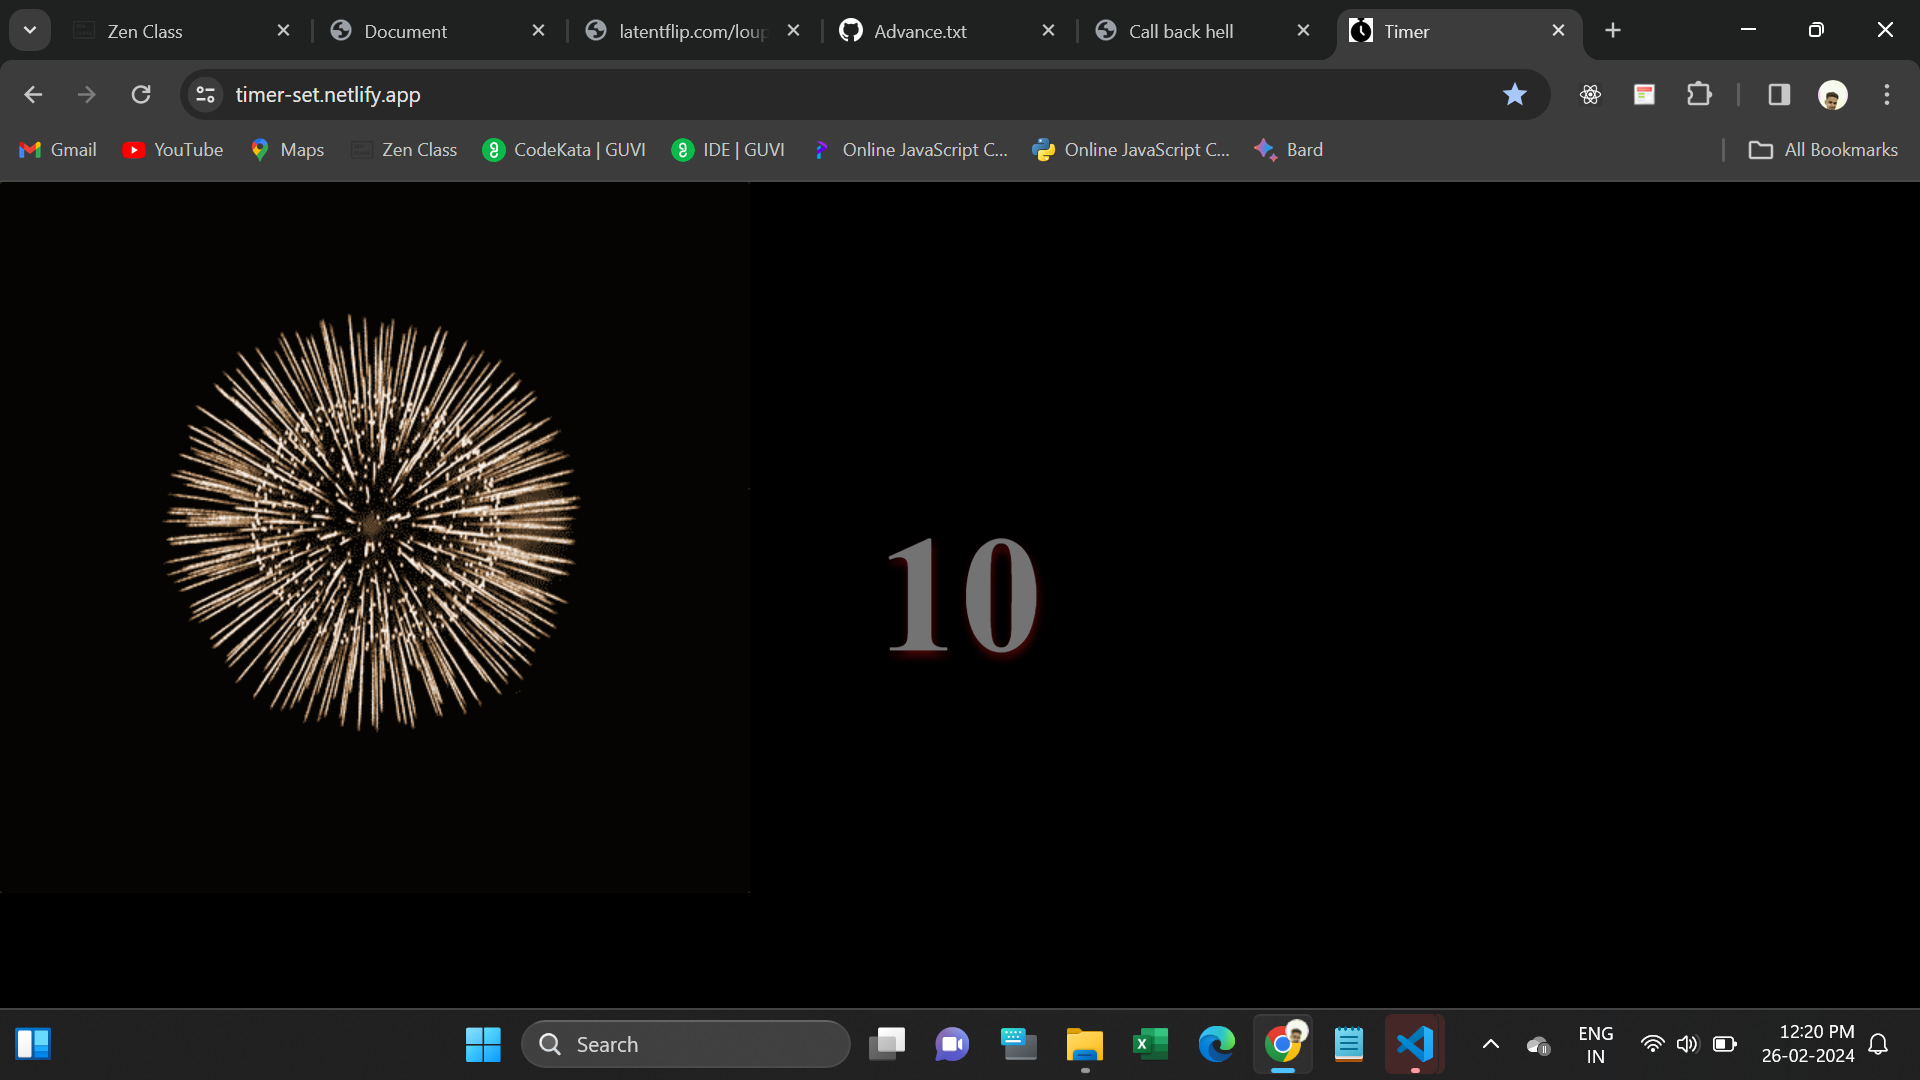 Zen Class
Document
latentflip.com/loup
Advance.txt
Call back hell
Timer
timer-set.netlify.app
Gmail
YouTube
Maps
Zen Class
CodeKata | GUVI
IDE | GUVI
Online JavaScript C...
Online JavaScript C...
Bard
All Bookmarks
10
Search
ENG
IN
12:20 PM
26-02-2024